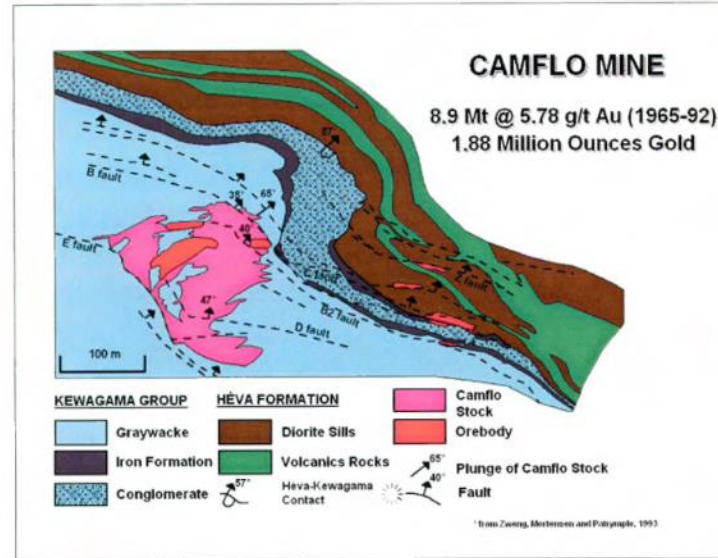 CAMFLO MINE
8.9 Mt @ 5.78 g/t Au (1965-92)
1.88 Million Ounces Gold
57°
B fault
35°
65°
40°
E fault
C fault
Z fault
47°
B2 fault
D fault
100 m
KEWAGAMA GROUP
HÉVA FORMATION
Camflo
Stock
Graywacke
Diorite Sills
Orebody
Iron Formation
Volcanics Rocks
65°
Plunge of Camflo Stock
Conglomerate
57°
Heva-Kewagama
Contact
40°
Fault
from Zweng, Mortensen and Dalrymple, 1993